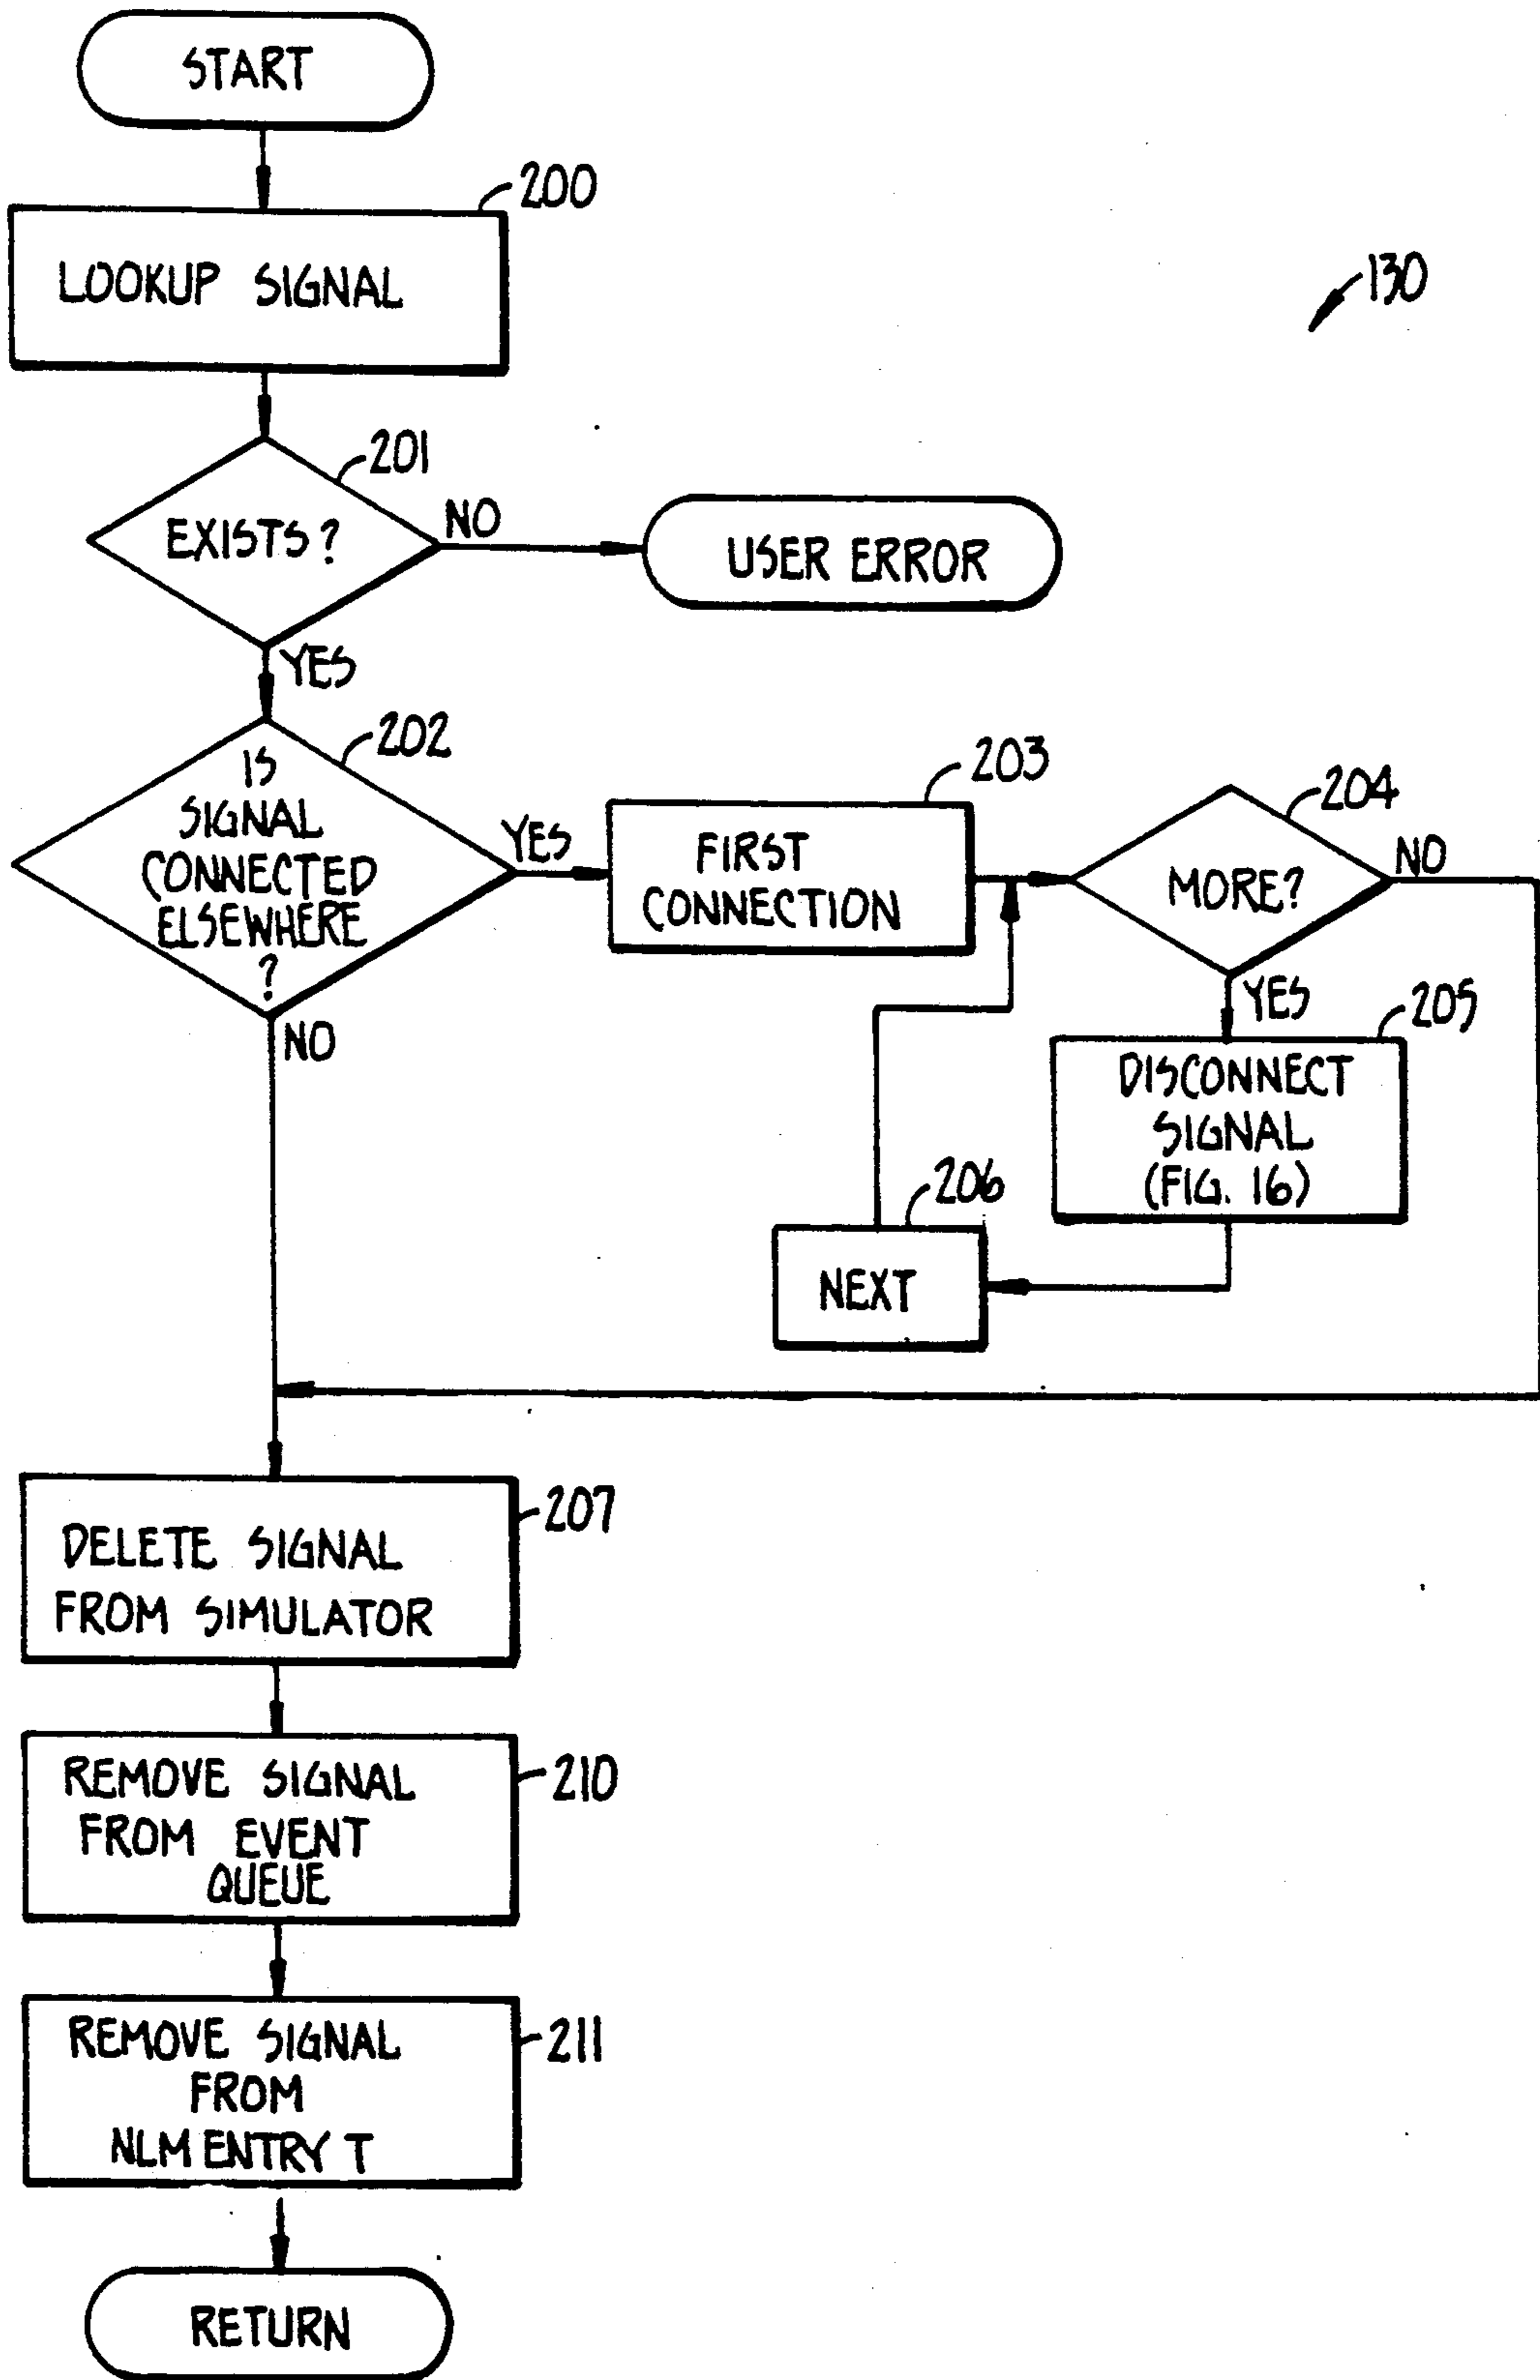 START
200
LOOKUP SIGNAL
130
201
EXISTS?
NO
USER ERROR
YES
202
IS
SIGNAL
CONNECTED
ELSEWHERE
?
YES
203
FIRST
CONNECTION
204
MORE?
NO
NO
YES
205
DISCONNECT
SIGNAL
(FIG. 16)
206
NEXT
207
DELETE SIGNAL
FROM SIMULATOR
210
REMOVE SIGNAL
FROM EVENT
QUEUE
211
REMOVE SIGNAL
FROM
NLM ENTRY T
RETURN